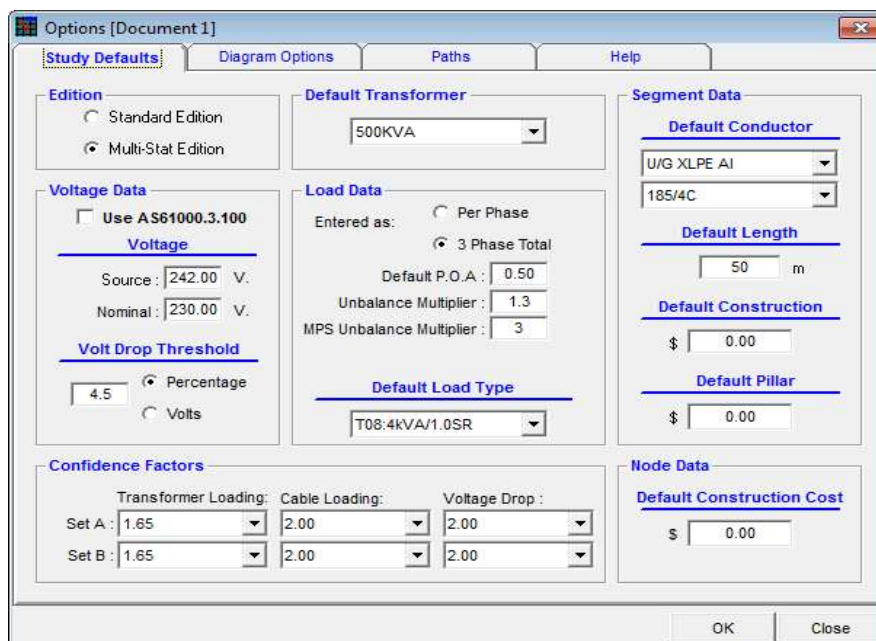 Options [Document 1]
Study Defaults
Diagram Options
Paths
Help
Edition
Standard Edition
Multi-Stat Edition
Default Transformer
500KVA
Segment Data
Default Conductor
U/G XLPE Al
185/4C
Default Length
50 m
Default Construction
$ 0.00
Default Pillar
$ 0.00
Voltage Data
Use AS61000.3.100
Voltage
Source : 242.00 V.
Nominal : 230.00 V.
Volt Drop Threshold
4.5
Percentage
Volts
Load Data
Entered as:
Per Phase
3 Phase Total
Default P.O.A : 0.50
Unbalance Multiplier : 1.3
MPS Unbalance Multiplier : 3
Default Load Type
T08:4kVA/1.0SR
Confidence Factors
Transformer Loading: Cable Loading: Voltage Drop :
Set A : 1.65 2.00 2.00
Set B : 1.65 2.00 2.00
Node Data
Default Construction Cost
$ 0.00
OK
Close